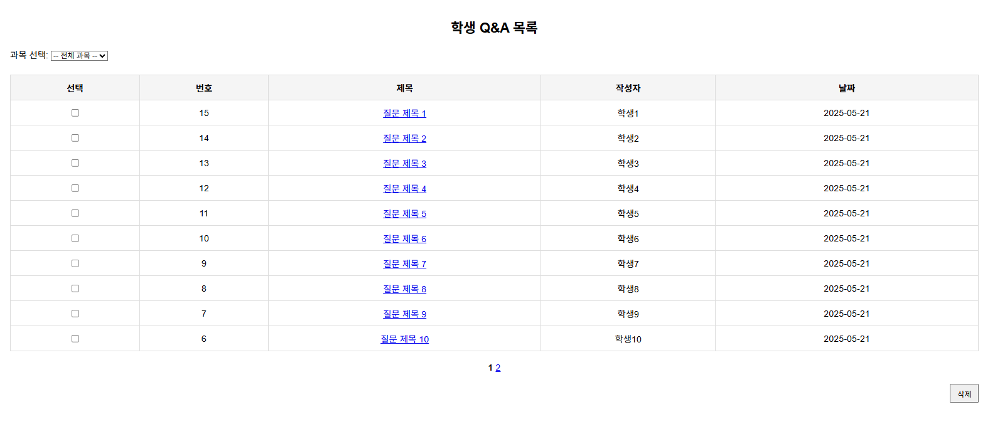 학생 Q&A 목록
과목 선택: -- 전체 과목 --
선택 번호 제목 작성자 날짜
15 질문 제목 1 학생1 2025-05-21
14 질문 제목 2 학생2 2025-05-21
13 질문 제목 3 학생3 2025-05-21
12 질문 제목 4 학생4 2025-05-21
11 질문 제목 5 학생5 2025-05-21
10 질문 제목 6 학생6 2025-05-21
9 질문 제목 7 학생7 2025-05-21
8 질문 제목 8 학생8 2025-05-21
7 질문 제목 9 학생9 2025-05-21
6 질문 제목 10 학생10 2025-05-21
1 2
삭제